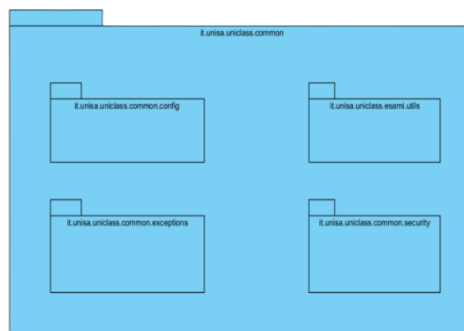 it.unisa.uniclass.common
it.unisa.uniclass.common.config
it.unisa.uniclass.esami.utils
it.unisa.uniclass.common.exceptions
it.unisa.uniclass.common.security